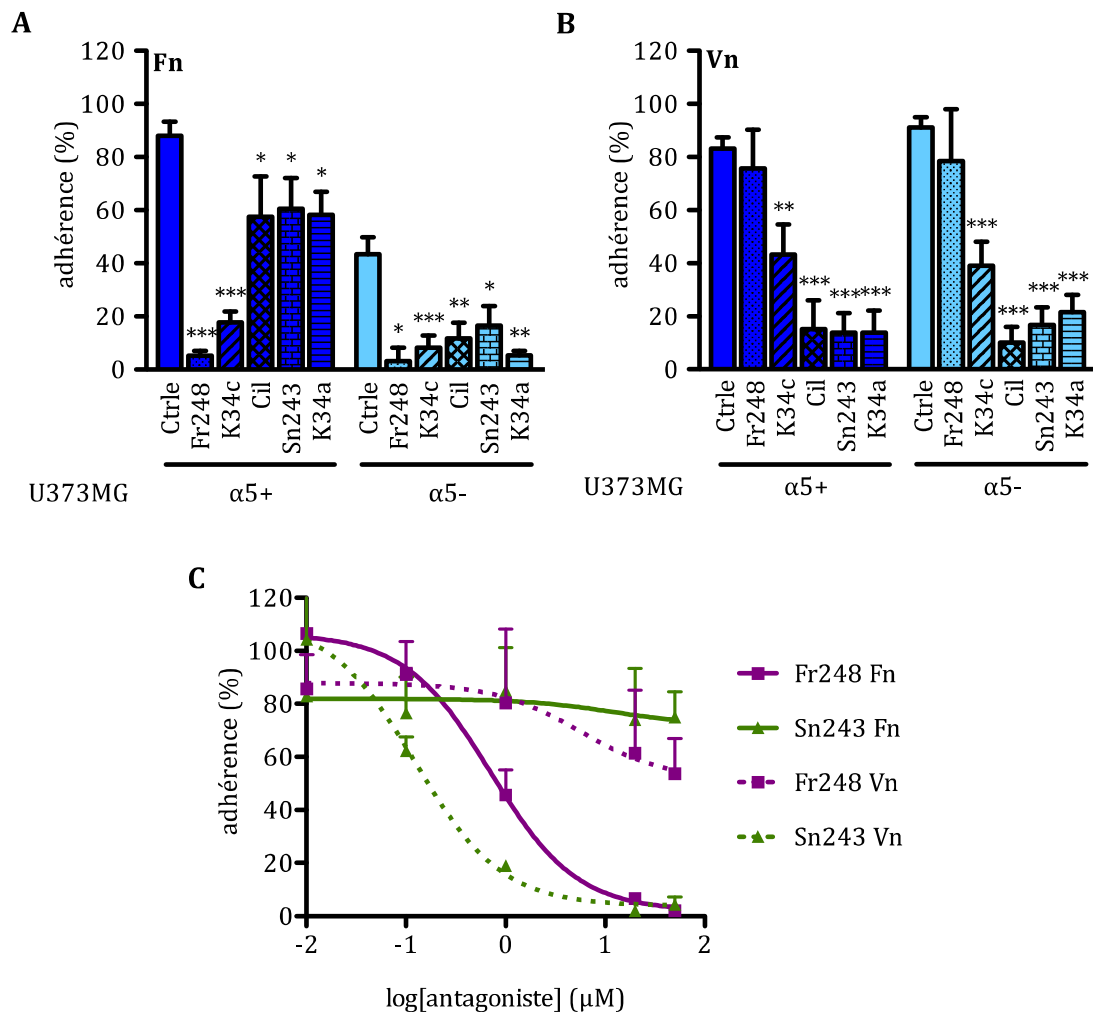 A
Fn
adhérence (%)
120
100
80
60
40
20
0
***
***
*
*
*
*
***
**
*
**
Ctrle
Fr248
K34c
Cil
Sn243
K34a
Ctrle
Fr248
K34c
Cil
Sn243
K34a
U373MG
α5+
α5-
B
Vn
adhérence (%)
120
100
80
60
40
20
0
**
***
***
***
***
***
***
***
Ctrle
Fr248
K34c
Cil
Sn243
K34a
Ctrle
Fr248
K34c
Cil
Sn243
K34a
U373MG
α5+
α5-
C
adhérence (%)
120
100
80
60
40
20
0
-2
-1
0
1
2
log[antagoniste] (μM)
Fr248 Fn
Sn243 Fn
Fr248 Vn
Sn243 Vn